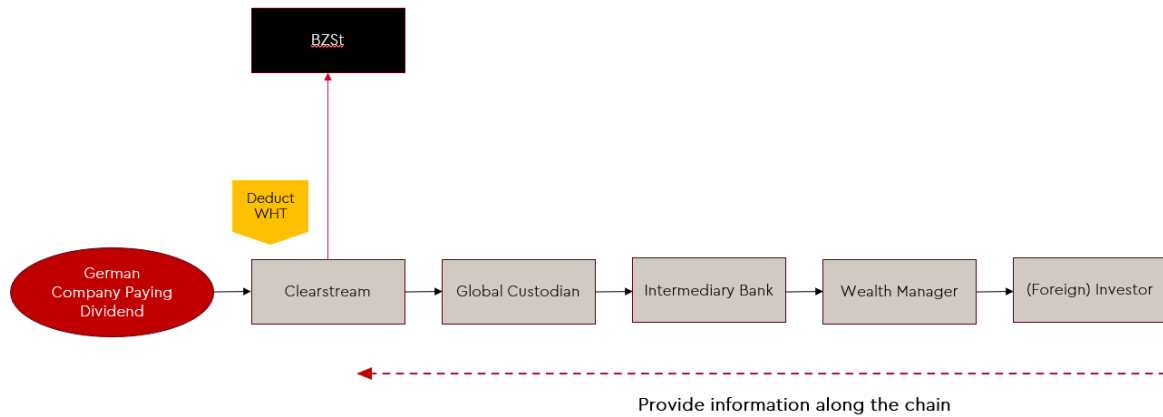 BZSt
Deduct
WHT
German
Company Paying
Dividend
Clearstream
Global Custodian
Intermediary Bank
Wealth Manager
(Foreign) Investor
Provide information along the chain